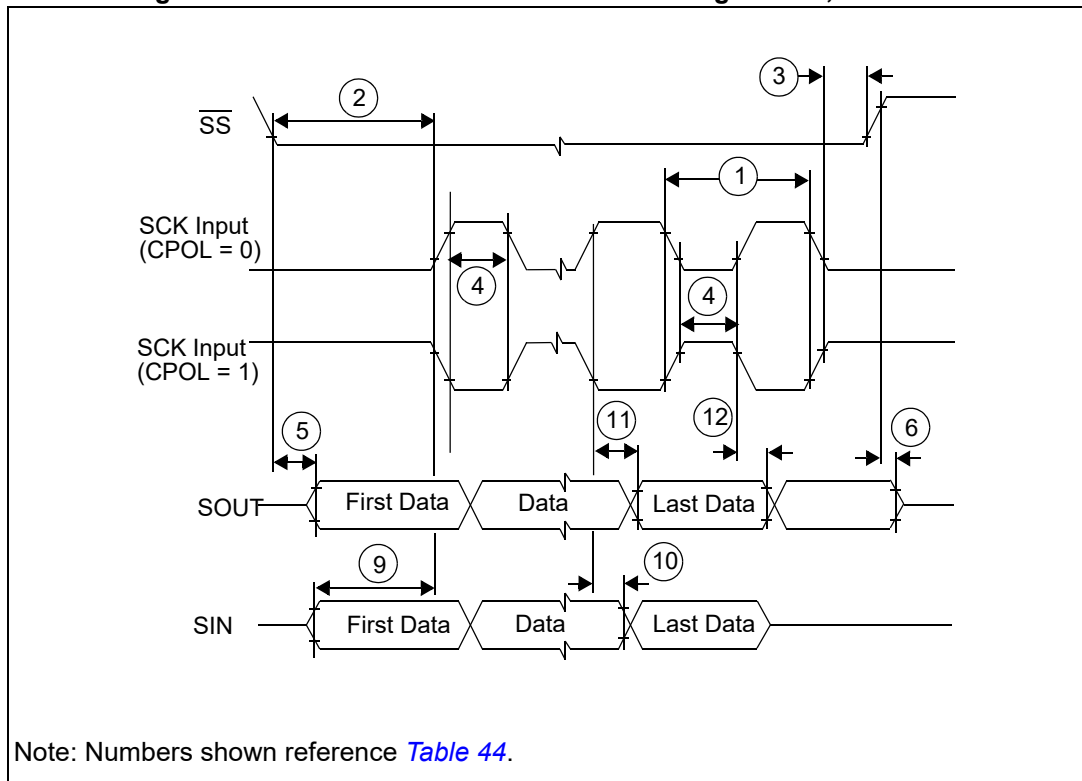 3
2
SS
1
SCK Input
(CPOL = 0)
4
4
SCK Input
(CPOL = 1)
11
12
5
6
SOUT
First Data
Data
Last Data
9
10
SIN
First Data
Data
Last Data
Note: Numbers shown reference Table 44.